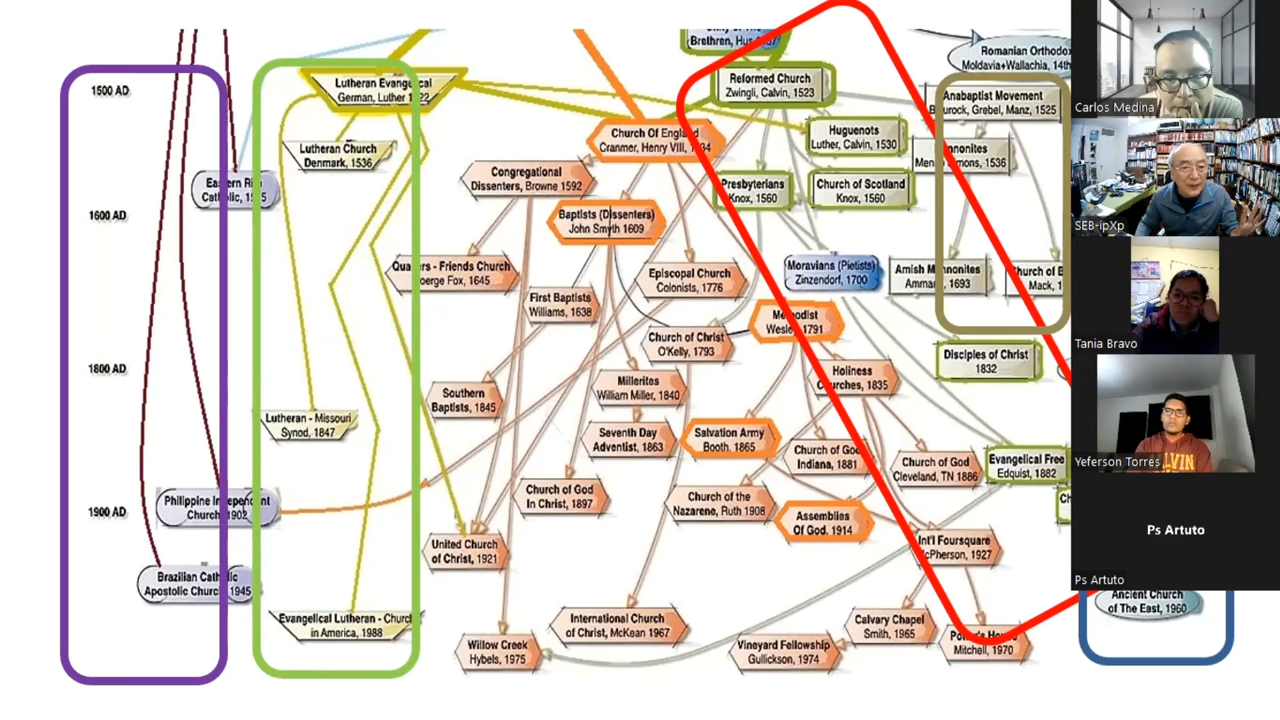 Brethren, Hus
Reformed Church
Zwingli, Calvin, 1523
Romanian Orthodox
Moldavia+Wallachia, 14th
1500 AD
Lutheran Evangelical
German, Luther 1522
Anabaptist Movement
Grebel, Manz, 1525
Church Of England
Cranmer, Henry VIII,
Huguenots
Luther, Calvin, 1530
Lutheran Church
Denmark, 1536
1536
Congregational
Dissenters, Browne 1592
Eastern
Catholic,
Presbyterians
Knox, 1560
Church of Scotland
Knox, 1560
1600 AD
Baptists (Dissenters)
John Smyth 1609
Quakers - Friends Church
George Fox, 1645
Episcopal Church
Colonists, 1776
Moravians (Pietists)
Zinzendorf, 1700
Amish Mennonites
1693
Mack,
First Baptists
Williams, 1638
Methodist
Wesley, 1791
Church of Christ
O'Kelly, 1793
Disciples of Christ
1832
1800 AD
Holiness
Churches, 1835
Millerites
William Miller, 1840
Southern
Baptists, 1845
Lutheran - Missouri
Synod, 1847
Seventh Day
Adventist, 1863
Salvation Army
Booth. 1865
Church of God
Indiana, 1881
Church of God
Cleveland, TN 1886
Evangelical Free
Edquist, 1882
Ch
Church of God
In Christ, 1897
Church of the
Nazarene, Ruth 1908
Philippine Independent
Church, 1902
1900 AD
Assemblies
Of God. 1914
United Church
of Christ, 1921
Int'l Foursquare
McPherson, 1927
Brazilian Catholic
Apostolic Church, 1945
Evangelical Lutheran - Church
in America, 1988
International Church
of Christ, McKean 1967
Calvary Chapel
Smith, 1965
Mitchell, 1970
Willow Creek
Hybels, 1975
Vineyard Fellowship
Gullickson, 1974
Ancient Church
of The East, 1960
Carlos Medina
SEB-ipXp
Tania Bravo
Yeferson Torres
Ps Artuto
Ps Artuto